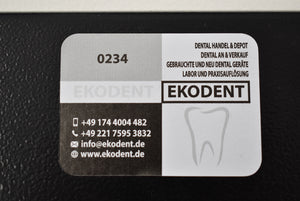 0234
DENTAL HANDEL & DEPOT
DENTAL AN & VERKAUF
GEBRAUCHTE UND NEU DENTAL GERÄTE
LABOR UND PRAXISAUFLÖSUNG
EKODENT EKODENT
+49 174 4004 482
+49 221 7595 3832
info@ekodent.de
www.ekodent.de